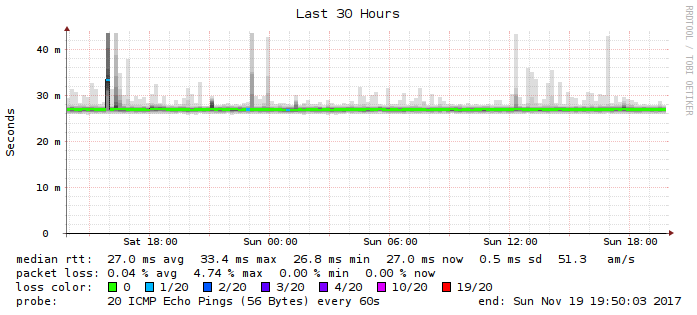 Last 30 Hours
RRDTOOL / TOBI OETIKER
Seconds
40 m
30 m
20 m
10 m
0
Sat 18:00 Sun 00:00 Sun 06:00 Sun 12:00 Sun 18:00
median rtt: 27.0 ms avg 33.4 ms max 26.8 ms min 27.0 ms now 0.5 ms sd 51.3 am/s
packet loss: 0.04 % avg 4.74 % max 0.00 % min 0.00 % now
loss color: 0 1/20 2/20 3/20 4/20 10/20 19/20
probe: 20 ICMP Echo Pings (56 Bytes) every 60s end: Sun Nov 19 19:50:03 2017